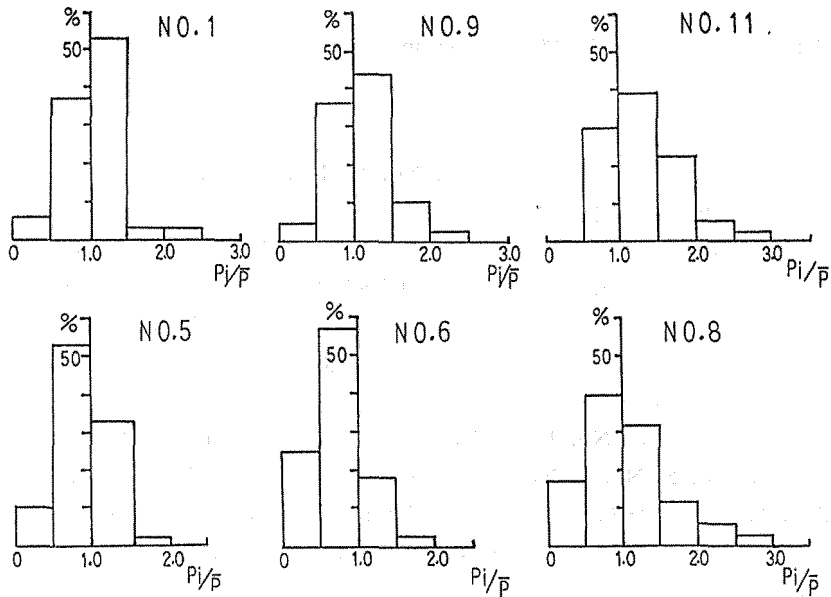 % NO.1
50
0 1.0 2.0 3.0
Pi/p̅
% NO.9
50
0 1.0 2.0 3.0
Pi/p̅
% NO.11
50
0 1.0 2.0 3.0
Pi/p̅
% NO.5
50
0 1.0 2.0
Pi/p̅
% NO.6
50
0 1.0 2.0
Pi/p̅
% NO.8
50
0 1.0 2.0 3.0
Pi/p̅